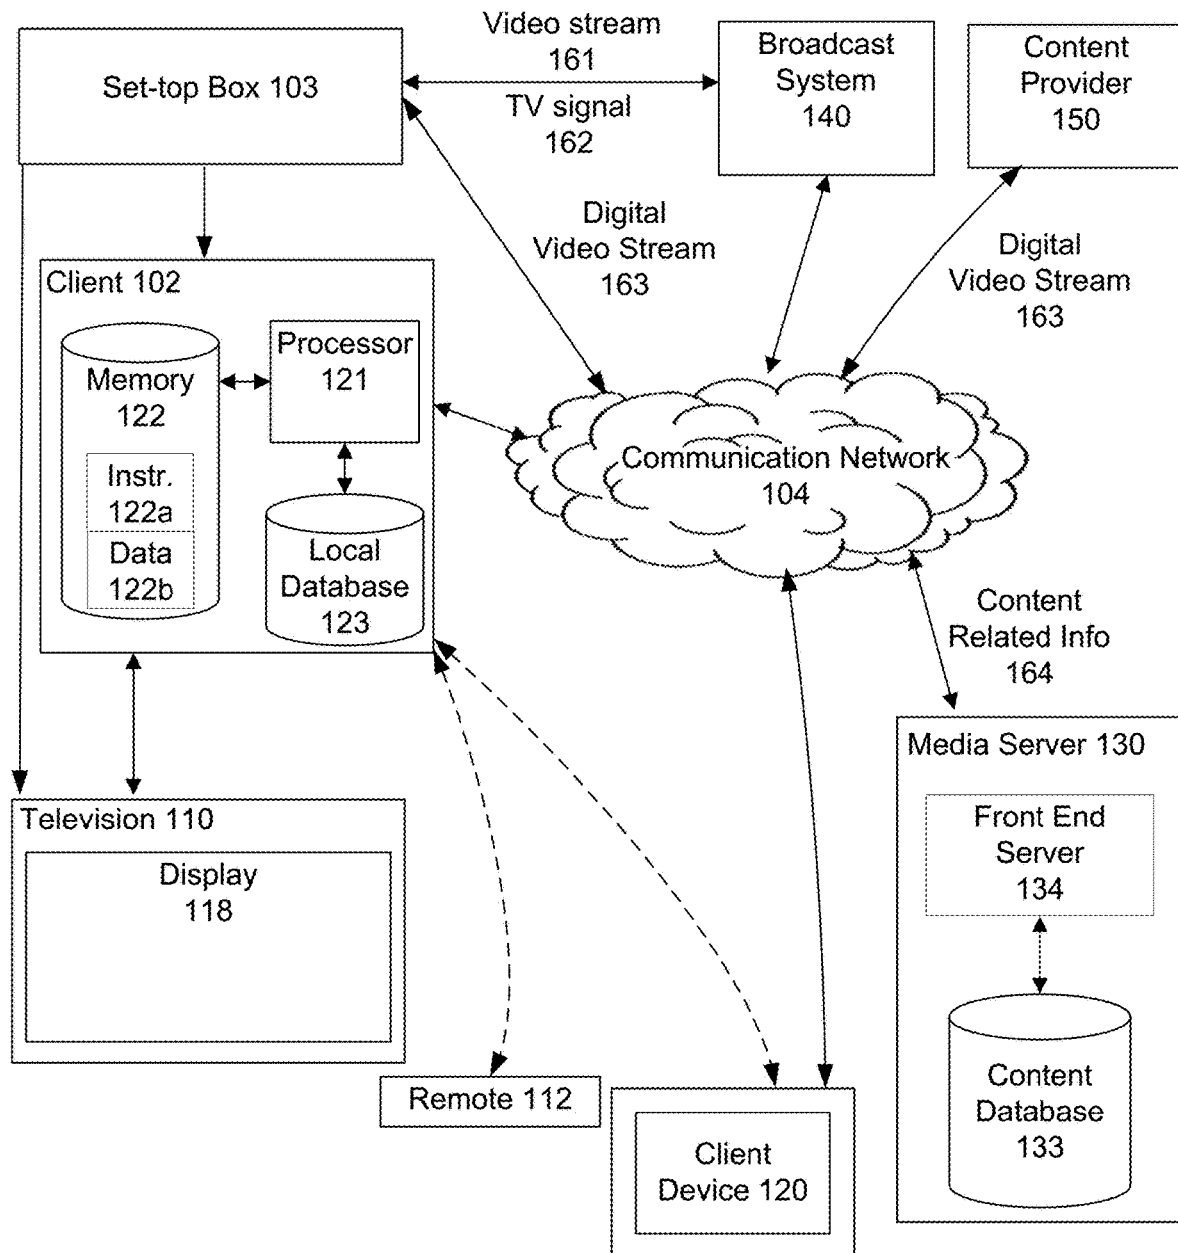 Set-top Box 103
Video stream
161
TV signal
162
Broadcast
System
140
Content
Provider
150
Digital
Video Stream
163
Digital
Video Stream
163
Client 102
Memory
122
Instr.
122a
Data
122b
Processor
121
Local
Database
123
Communication Network
104
Content
Related Info
164
Television 110
Display
118
Remote 112
Client
Device 120
Media Server 130
Front End
Server
134
Content
Database
133